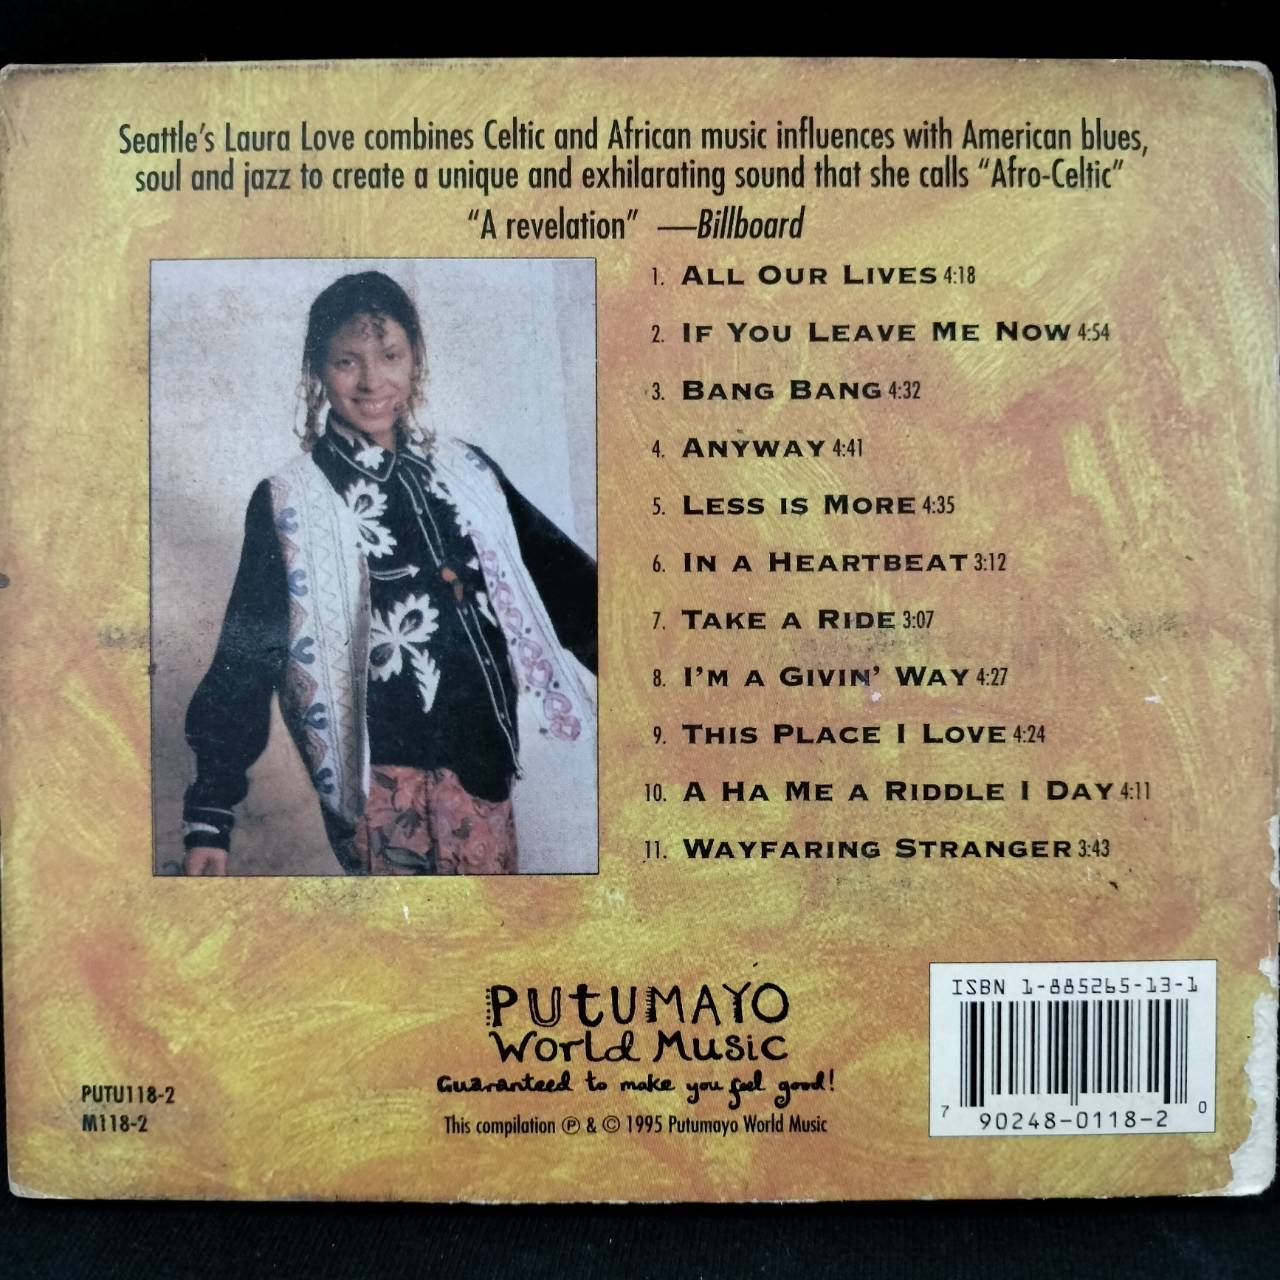 Seattle's Laura Love combines Celtic and African music influences with American blues,
soul and jazz to create a unique and exhilarating sound that she calls "Afro-Celtic"
"A revelation" —Billboard
1. ALL OUR LIVES 4:18
2. IF YOU LEAVE ME NOW 4:54
3. BANG BANG 4:32
4. ANYWAY 4:41
5. LESS IS MORE 4:35
6. IN A HEARTBEAT 3:12
7. TAKE A RIDE 3:07
8. I'M A GIVIN' WAY 4:27
9. THIS PLACE I LOVE 4:24
10. A HA ME A RIDDLE I DAY 4:11
11. WAYFARING STRANGER 3:43
PUTUMAYO
World Music
Guaranteed to make you feel good!
This compilation ℗ & © 1995 Putumayo World Music
PUTU118-2
M118-2
ISBN 1-885265-13-1
7 90248-0118-2 0